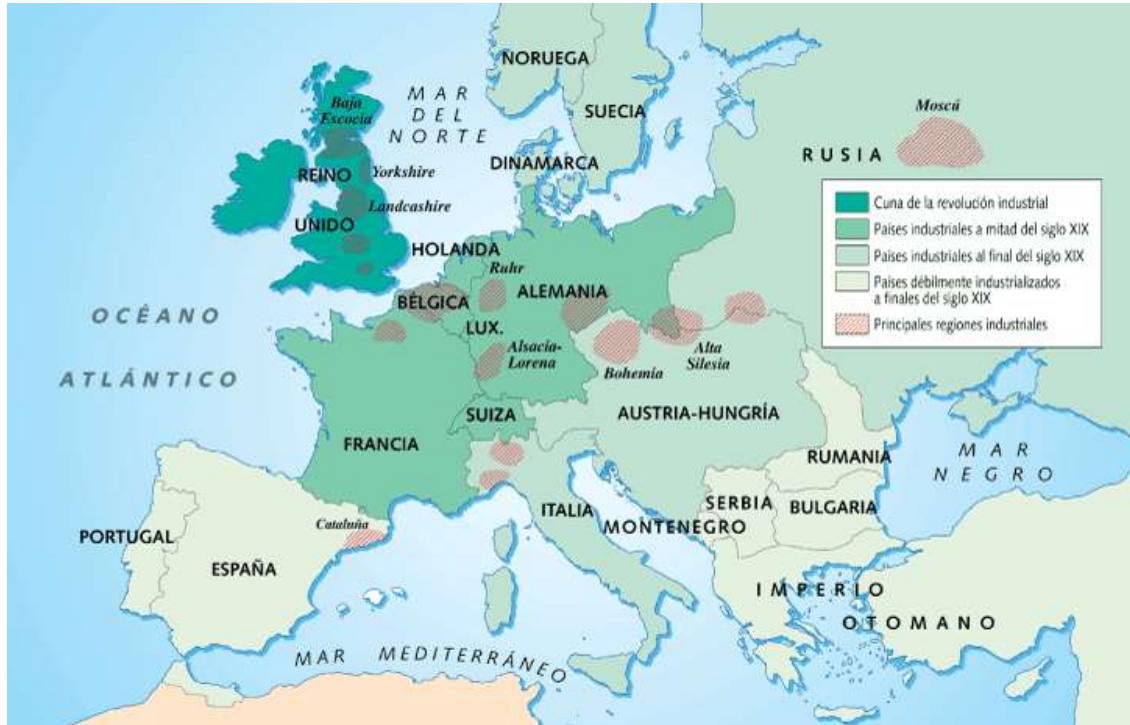 NORUEGA
SUECIA
MAR
DEL
NORTE
Baja
Escocia
Moscú
RUSIA
DINAMARCA
REINO
UNIDO
Yorkshire
Landcashire
HOLANDA
Ruhr
ALEMANIA
BÉLGICA
LUX.
Alsacia-
Lorena
Bohemia
Alta
Silesia
OCÊANO
ATLÁNTICO
FRANCIA
SUIZA
AUSTRIA-HUNGRÍA
RUMANIA
MAR
NEGRO
SERBIA
BULGARIA
MONTENEGRO
ITALIA
Cataluña
PORTUGAL
ESPAÑA
IMPERIO
OTOMANO
MAR MEDITERRÁNEO
Cuna de la revolución industrial
Países industriales a mitad del siglo XIX
Países industriales al final del siglo XIX
Países débilmente industrializados
a finales del siglo XIX
Principales regiones industriales